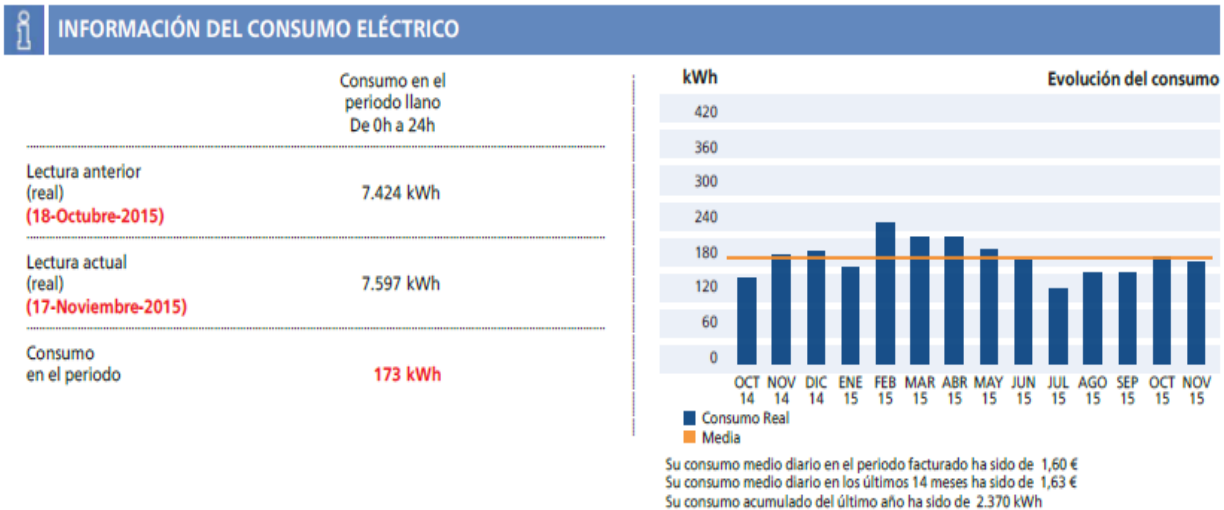 INFORMACIÓN DEL CONSUMO ELÉCTRICO
Consumo en el
periodo llano
De 0h a 24h
Lectura anterior
(real)
(18-Octubre-2015)
7.424 kWh
Lectura actual
(real)
(17-Noviembre-2015)
7.597 kWh
Consumo
en el periodo
173 kWh
kWh
Evolución del consumo
420
360
300
240
180
120
60
0
OCT NOV DIC ENE FEB MAR ABR MAY JUN JUL AGO SEP OCT NOV
14 14 14 15 15 15 15 15 15 15 15 15 15 15
Consumo Real
Media
Su consumo medio diario en el periodo facturado ha sido de 1,60 €
Su consumo medio diario en los últimos 14 meses ha sido de 1,63 €
Su consumo acumulado del último año ha sido de 2.370 kWh